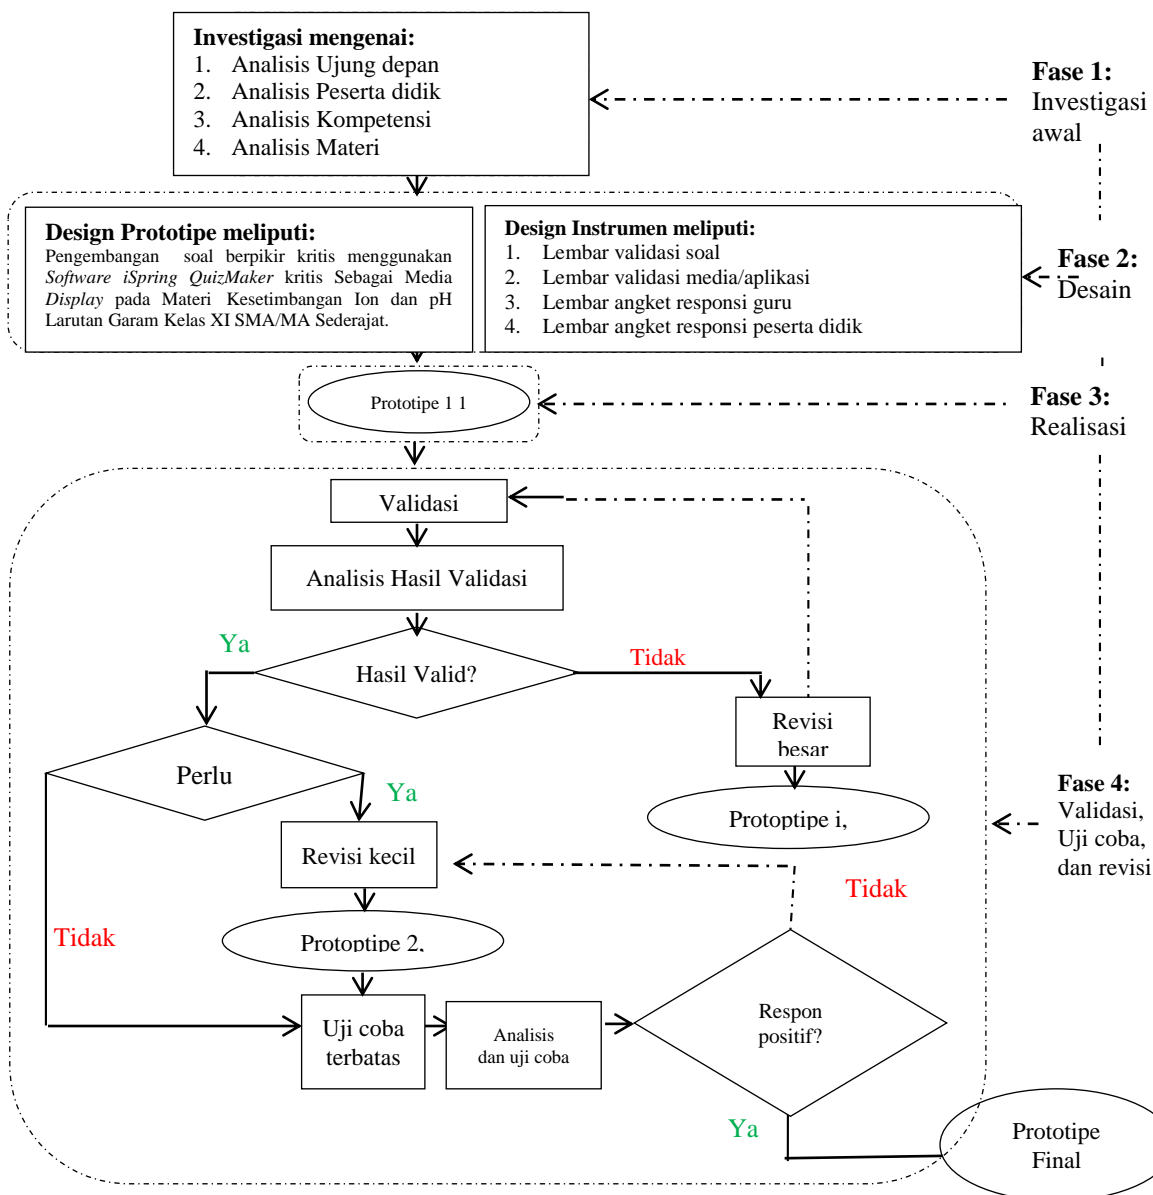 Investigasi mengenai:
1. Analisis Ujung depan
2. Analisis Peserta didik
3. Analisis Kompetensi
4. Analisis Materi
Fase 1:
Investigasi
awal
Design Prototipe meliputi:
Pengembangan soal berpikir kritis menggunakan
Software iSpring QuizMaker kritis Sebagai Media
Display pada Materi Kesetimbangan Ion dan pH
Larutan Garam Kelas XI SMA/MA Sederajat.
Design Instrumen meliputi:
1. Lembar validasi soal
2. Lembar validasi media/aplikasi
3. Lembar angket responsi guru
4. Lembar angket responsi peserta didik
Fase 2:
Desain
Prototipe 1 1
Fase 3:
Realisasi
Validasi
Analisis Hasil Validasi
Ya
Hasil Valid?
Tidak
Revisi
besar
Perlu
Ya
Protoptipe i,
Fase 4:
Validasi,
Uji coba,
dan revisi
Revisi kecil
Tidak
Tidak
Protoptipe 2,
Uji coba
terbatas
Analisis
dan uji coba
Respon
positif?
Ya
Prototipe
Final